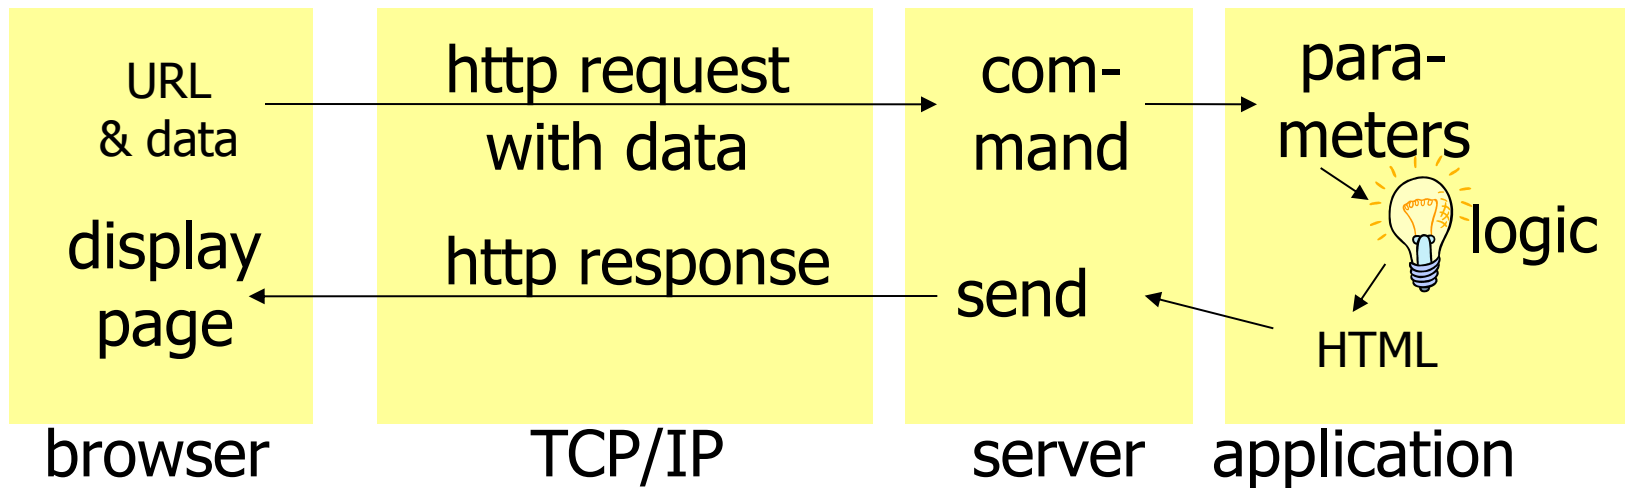 URL
& data
display
page
http request
with data
http response
com-
mand
send
para-
meters
logic
HTML
browser
TCP/IP
server
application